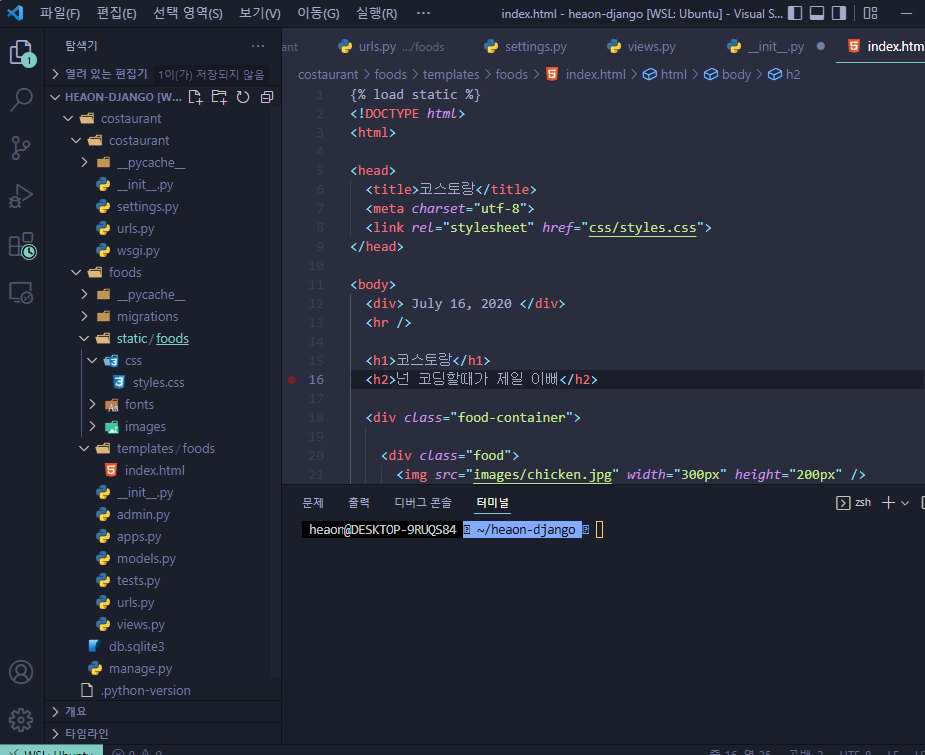 파일(F) 편집(E) 선택 영역(S) 보기(V) 이동(G) 실행(R) ··· index.html - heaon-django [WSL: Ubuntu] - Visual S...
탐색기 ···
열려 있는 편집기 1이(가) 저장되지 않음
HEAON-DJANGO [W...
costaurant
costaurant
__pycache__
__init__.py
settings.py
urls.py
wsgi.py
foods
__pycache__
migrations
static/foods
css
styles.css
fonts
images
templates/foods
index.html
__init__.py
admin.py
apps.py
models.py
tests.py
urls.py
views.py
db.sqlite3
manage.py
.python-version
개요
타임라인
1
ant urls.py .../foods settings.py views.py __init__.py index.htm
costaurant > foods > templates > foods > index.html > html > body > h2
1 {% load static %}
2 <!DOCTYPE html>
3 <html>
4
5 <head>
6 <title>코스토랑</title>
7 <meta charset="utf-8">
8 <link rel="stylesheet" href="css/styles.css">
9 </head>
10
11 <body>
12 <div> July 16, 2020 </div>
13 <hr />
14
15 <h1>코스토랑</h1>
16 <h2>넌 코딩할때가 제일 이뻐</h2>
17
18 <div class="food-container">
19
20 <div class="food">
21 <img src="images/chicken.jpg" width="300px" height="200px" />
문제 출력 디버그 콘솔 터미널 zsh
heaon@DESKTOP-9RUQS84 ~/heaon-django
WSL: Ubuntu 0 0 줄 16, 열 25 공백: 2 UTF-8 LF